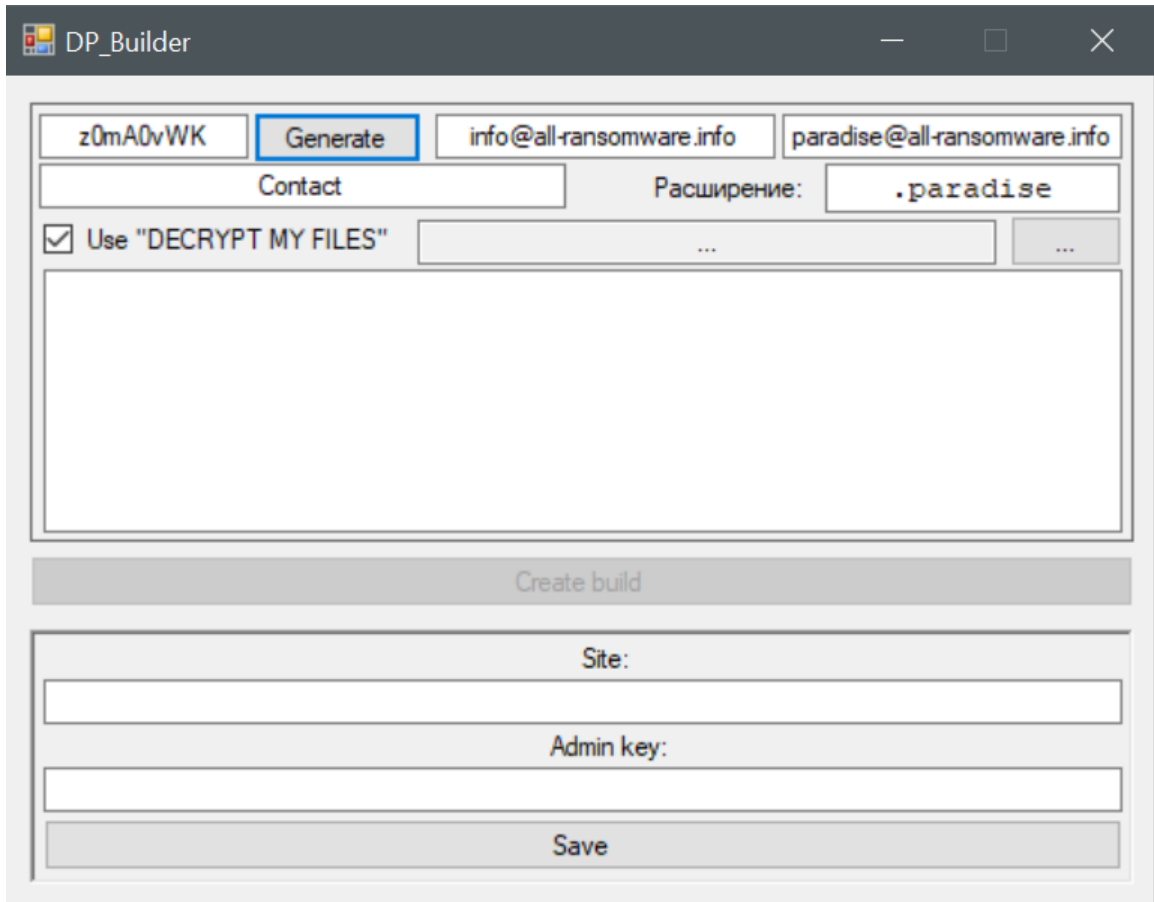 DP_Builder
z0mA0vWK Generate info@all-ransomware.info paradise@all-ransomware.info
Contact Расширение: .paradise
Use "DECRYPT MY FILES" ... ...
Create build
Site:
Admin key:
Save